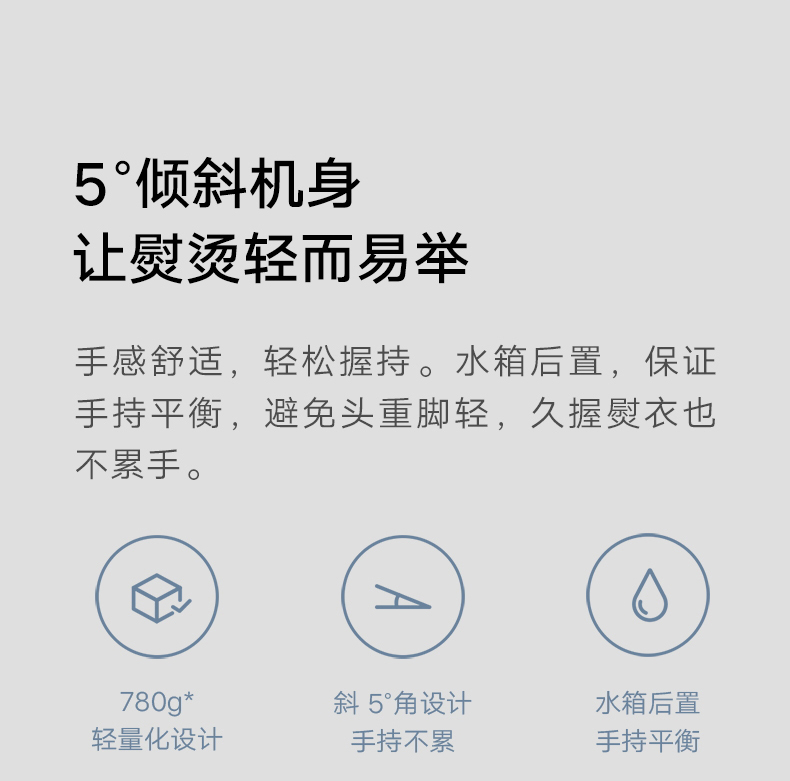 5°倾斜机身
让熨烫轻而易举
手感舒适，轻松握持。水箱后置，保证
手持平衡，避免头重脚轻，久握熨衣也
不累手。
780g*
轻量化设计
斜 5°角设计
手持不累
水箱后置
手持平衡